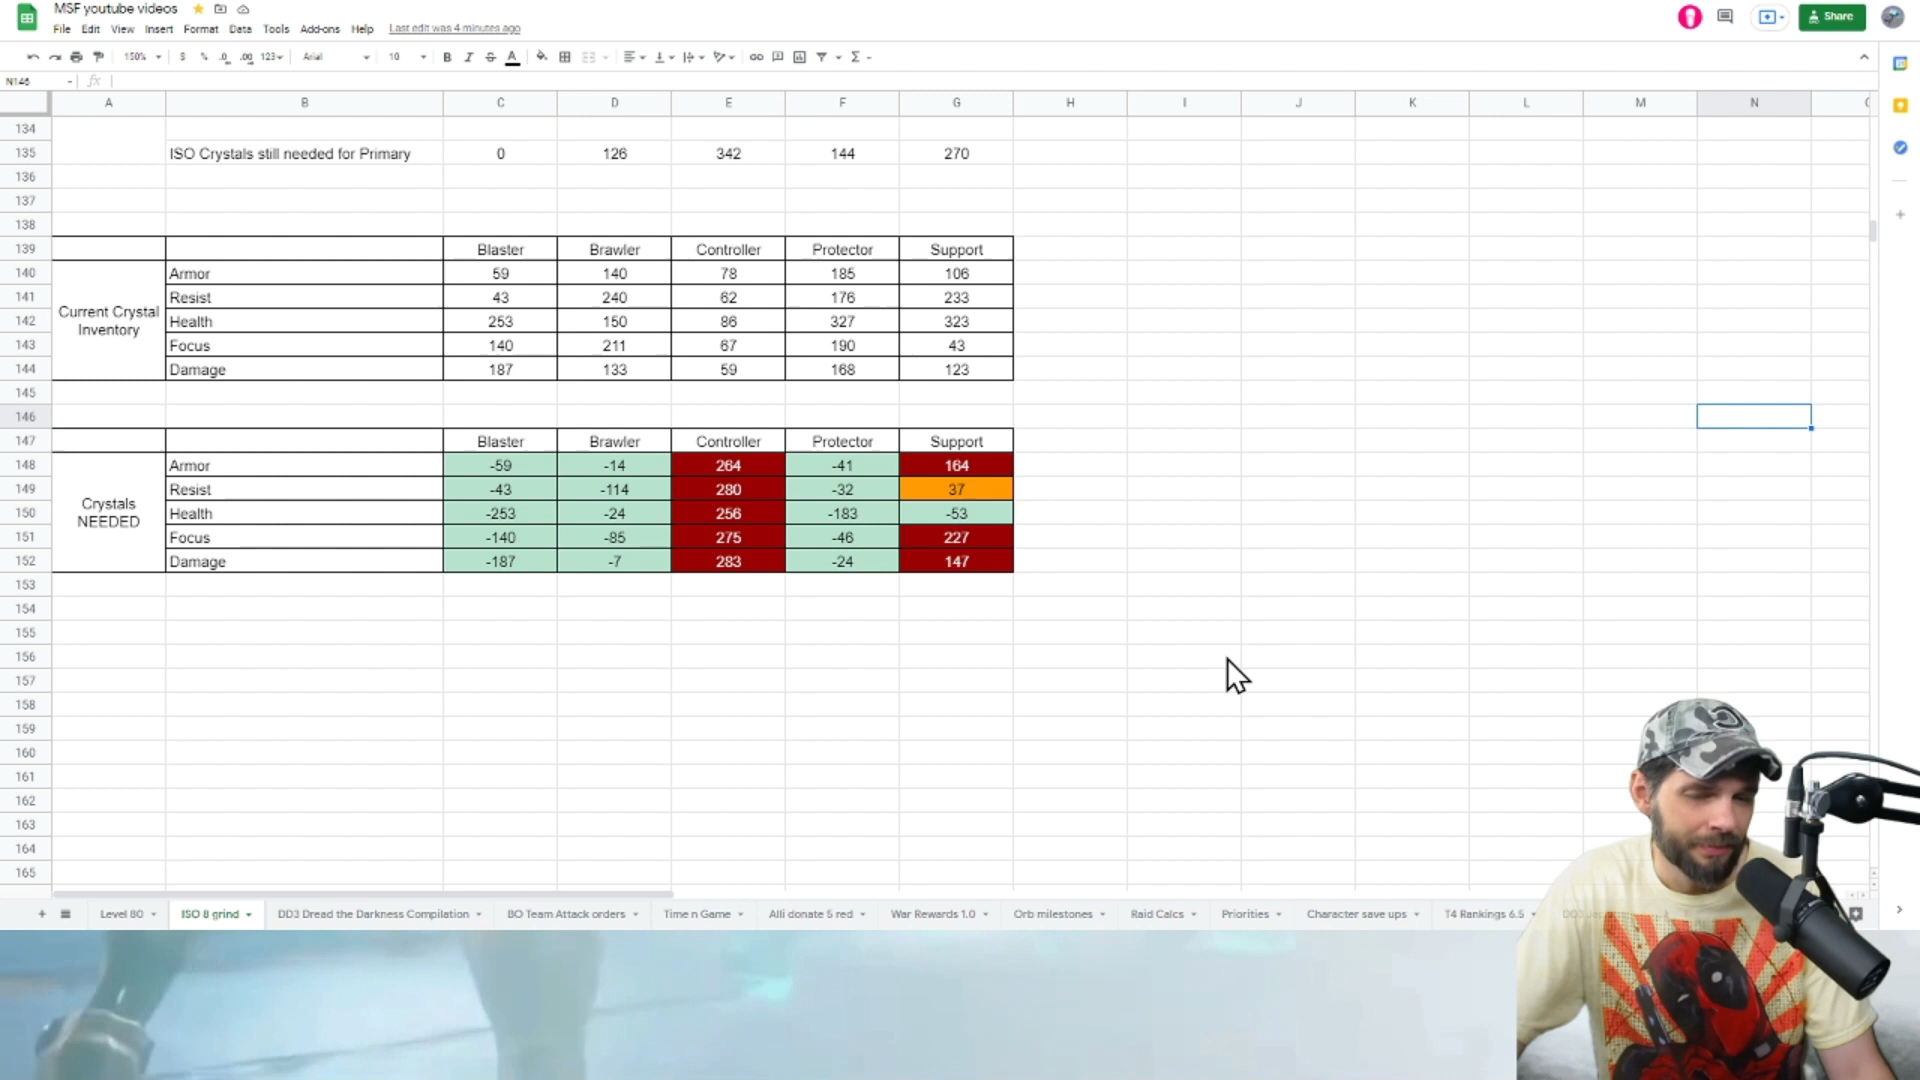 MSF youtube videos
File Edit View Insert Format Data Tools Add-ons Help Last edit was 4 minutes ago
Share
150% $ % .0 .00 123 Arial 10 B I S A Σ
N146 fx
A B C D E F G H I J K L M N
134
135 ISO Crystals still needed for Primary 0 126 342 144 270
136
137
138
139 Blaster Brawler Controller Protector Support
140 Armor 59 140 78 185 106
141 Resist 43 240 62 176 233
Current Crystal Inventory
142 Health 253 150 86 327 323
143 Focus 140 211 67 190 43
144 Damage 187 133 59 168 123
145
146
147 Blaster Brawler Controller Protector Support
148 Armor -59 -14 264 -41 164
149 Resist -43 -114 280 -32 37
Crystals NEEDED
150 Health -253 -24 256 -183 -53
151 Focus -140 -85 275 -46 227
152 Damage -187 -7 283 -24 147
153
154
155
156
157
158
159
160
161
162
163
164
165
Level 80 ISO 8 grind DD3 Dread the Darkness Compilation BO Team Attack orders Time n Game Alli donate 5 red War Rewards 1.0 Orb milestones Raid Calcs Priorities Character save ups T4 Rankings 6.5